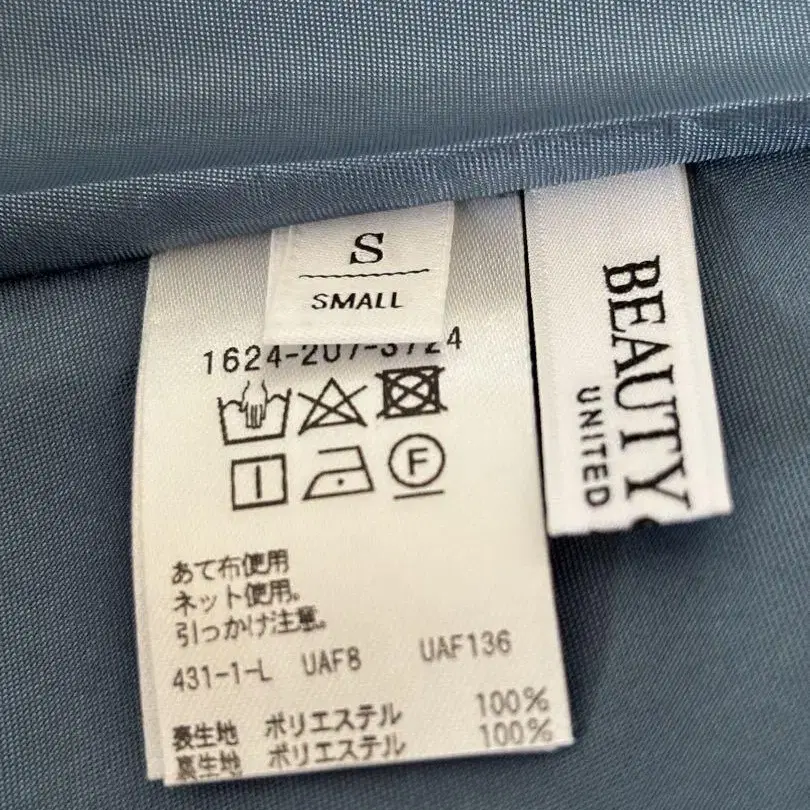 S
SMALL
1624-207-3724
F
あて布使用
ネット使用。
引っかけ注意。
431-1-L UAF8 UAF136
表生地 ポリエステル 100%
裏生地 ポリエステル 100%
BEAUTY
UNITED